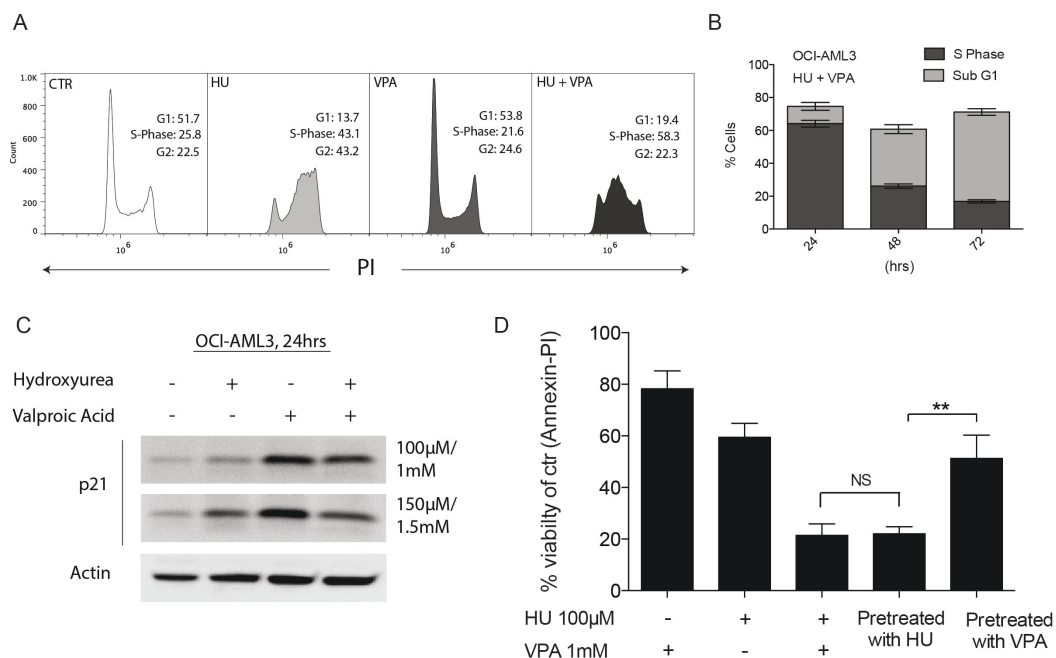 A
CTR
G1: 51.7
S-Phase: 25.8
G2: 22.5
HU
G1: 13.7
S-Phase: 43.1
G2: 43.2
VPA
G1: 53.8
S-Phase: 21.6
G2: 24.6
HU + VPA
G1: 19.4
S-Phase: 58.3
G2: 22.3
1.0K
800
600
400
200
0
Count
10⁶
10⁶
10⁶
10⁶
PI
B
OCI-AML3
HU + VPA
S Phase
Sub G1
% Cells
100
80
60
40
20
0
24
48
72
(hrs)
C
OCI-AML3, 24hrs
Hydroxyurea - + - +
Valproic Acid - - + +
p21
100µM/
1mM
150µM/
1.5mM
Actin
D
% viabilty of ctr (Annexin-PI)
100
80
60
40
20
0
NS
**
HU 100µM - + +
VPA 1mM + - +
Pretreated
with HU
Pretreated
with VPA